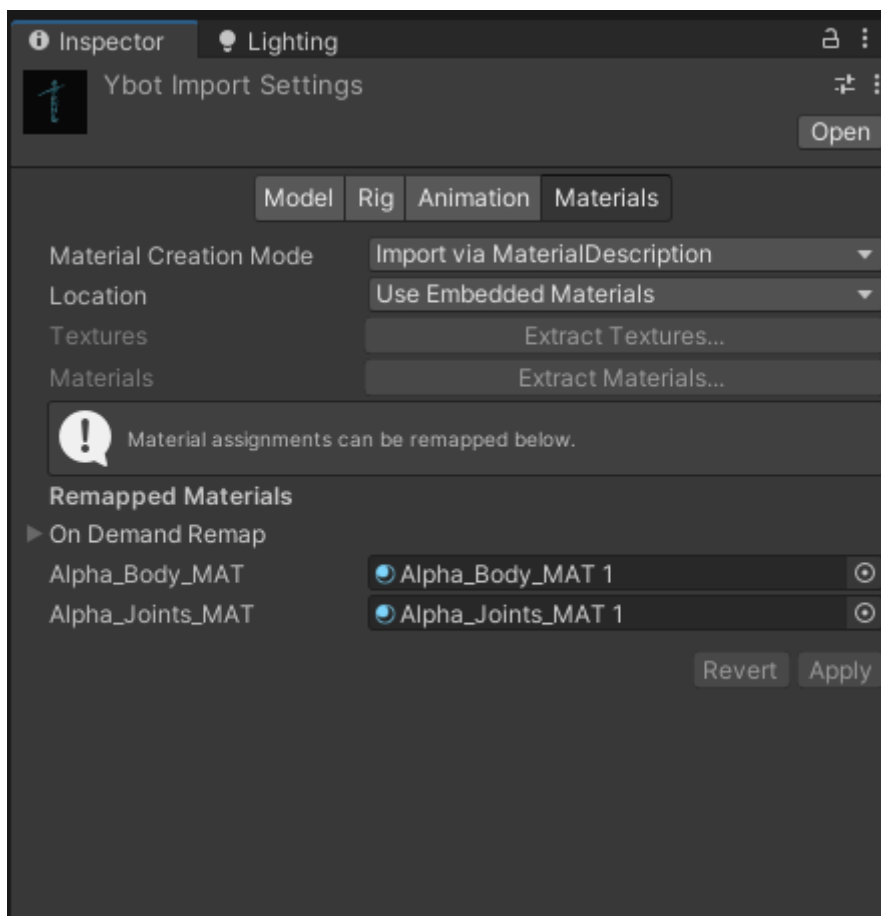 Inspector Lighting
Ybot Import Settings
Open
Model Rig Animation Materials
Material Creation Mode Import via MaterialDescription
Location Use Embedded Materials
Textures Extract Textures...
Materials Extract Materials...
Material assignments can be remapped below.
Remapped Materials
On Demand Remap
Alpha_Body_MAT Alpha_Body_MAT 1
Alpha_Joints_MAT Alpha_Joints_MAT 1
Revert Apply